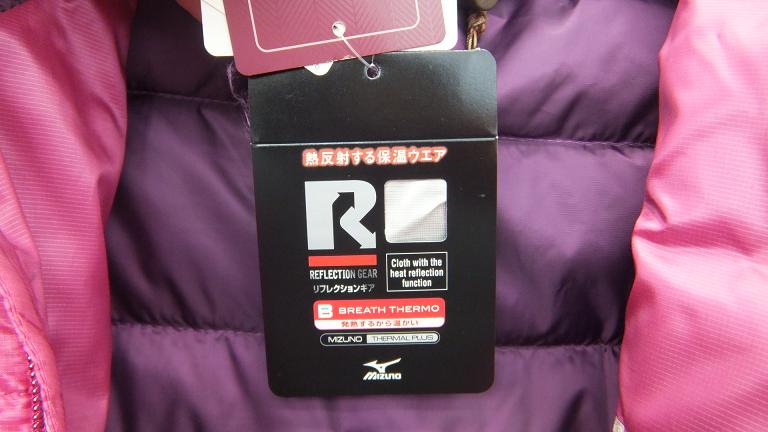 熱反射する保温ウエア
R
REFLECTION GEAR
リフレクションギア
Cloth with the
heat reflection
function
B BREATH THERMO
発熱するから温かい
MIZUNO THERMAL PLUS
MIZUNO